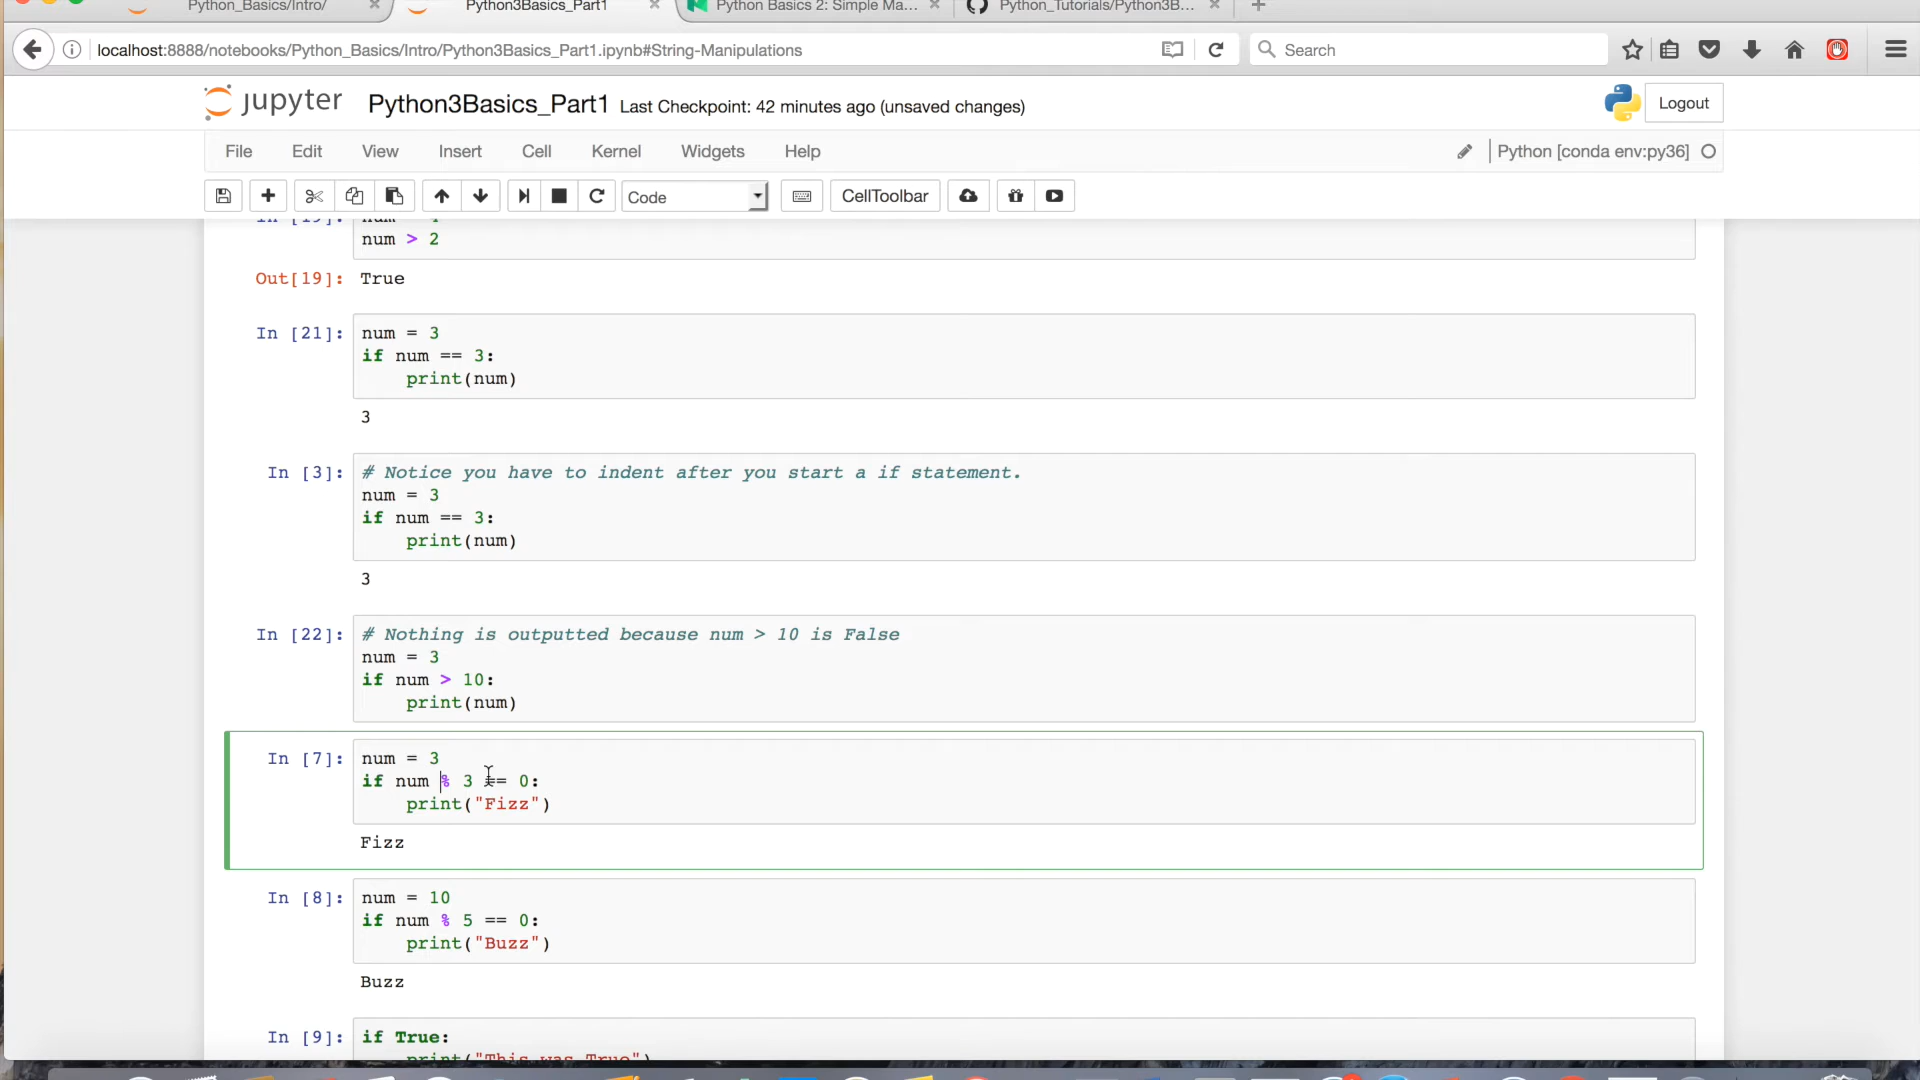 Python_Basics/Intro/
Python3Basics_Part1
Python Basics 2: Simple Ma...
Python_Tutorials/Python3B...
localhost:8888/notebooks/Python_Basics/Intro/Python3Basics_Part1.ipynb#String-Manipulations
Search
jupyter
Python3Basics_Part1 Last Checkpoint: 42 minutes ago (unsaved changes)
Logout
File Edit View Insert Cell Kernel Widgets Help
Python [conda env:py36]
Code
CellToolbar
In [19]:
num > 2
Out[19]: True
In [21]: num = 3
if num == 3:
print(num)
3
In [3]: # Notice you have to indent after you start a if statement.
num = 3
if num == 3:
print(num)
3
In [22]: # Nothing is outputted because num > 10 is False
num = 3
if num > 10:
print(num)
In [7]: num = 3
if num % 3 == 0:
print("Fizz")
Fizz
In [8]: num = 10
if num % 5 == 0:
print("Buzz")
Buzz
In [9]: if True:
print("This was True")